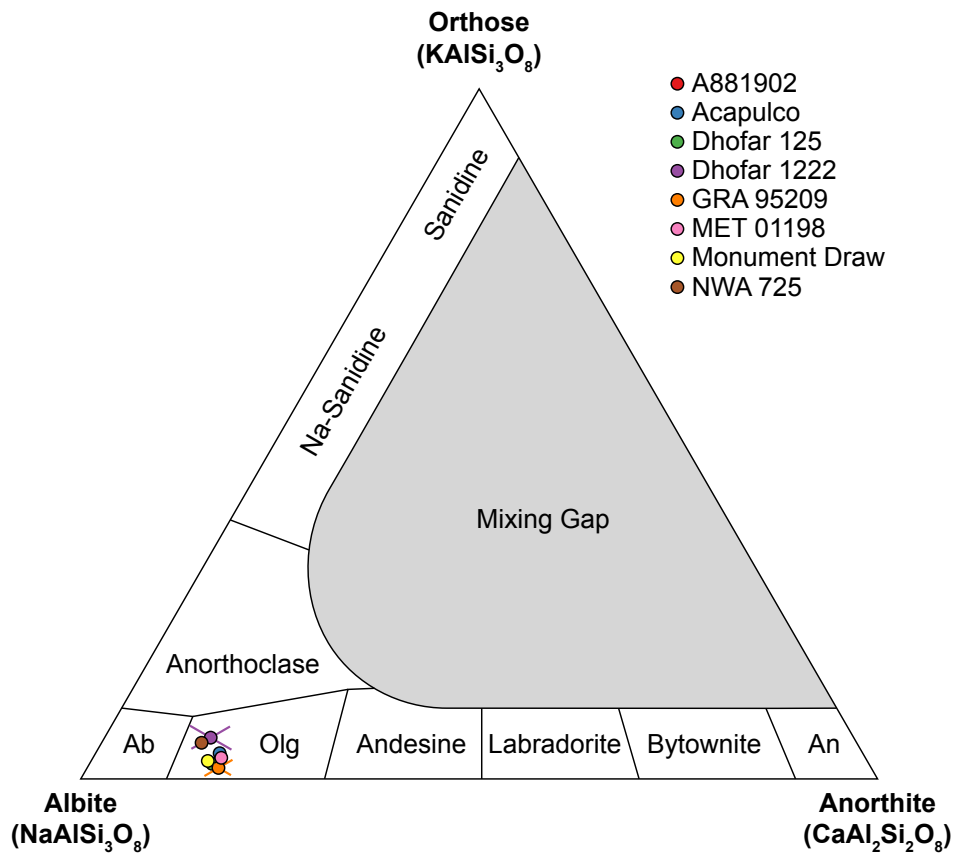 Orthose
(KAlSi₃O₈)
A881902
Acapulco
Dhofar 125
Dhofar 1222
GRA 95209
MET 01198
Monument Draw
NWA 725
Sanidine
Na-Sanidine
Mixing Gap
Anorthoclase
Ab
Olg
Andesine
Labradorite
Bytownite
An
Albite
(NaAlSi₃O₈)
Anorthite
(CaAl₂Si₂O₈)